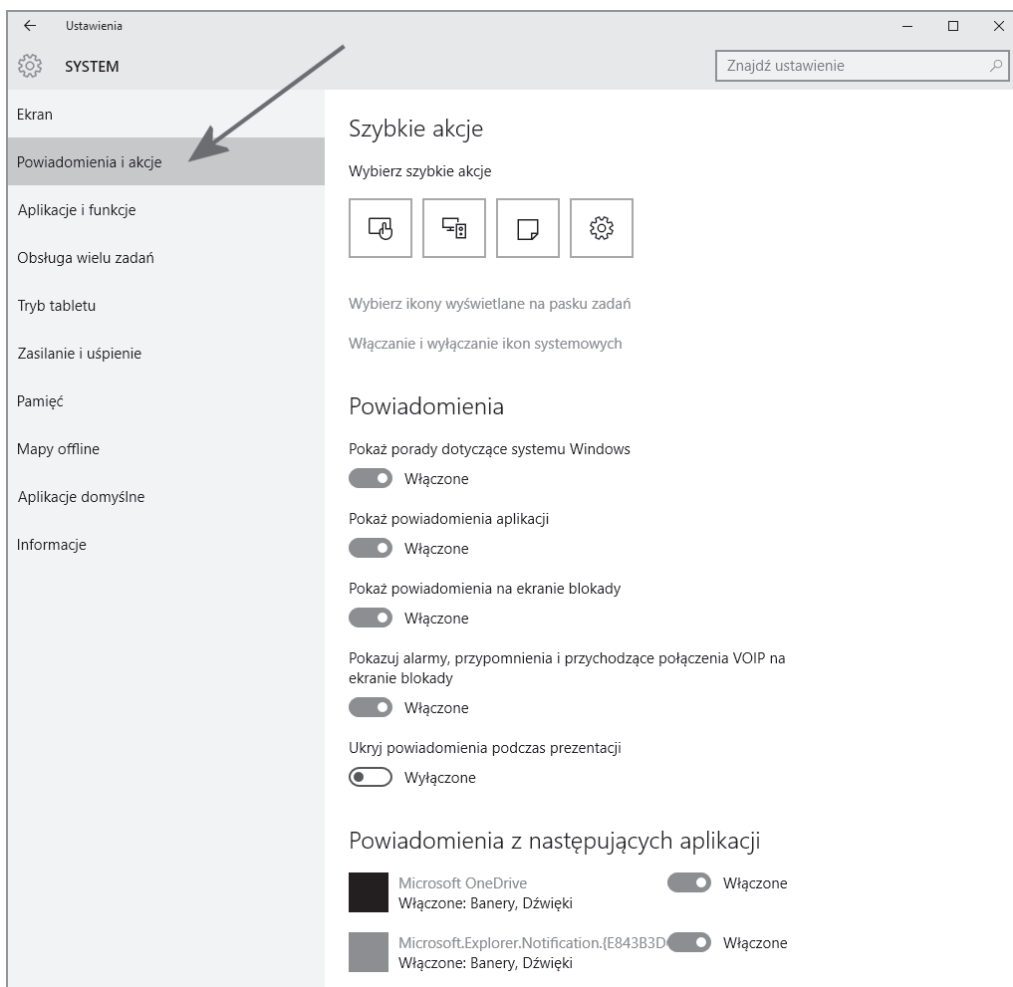 Ustawienia
SYSTEM
Znajdź ustawienie
Ekran
Powiadomienia i akcje
Aplikacje i funkcje
Obsługa wielu zadań
Tryb tabletu
Zasilanie i uśpienie
Pamięć
Mapy offline
Aplikacje domyślne
Informacje
Szybkie akcje
Wybierz szybkie akcje
Wybierz ikony wyświetlane na pasku zadań
Włączanie i wyłączanie ikon systemowych
Powiadomienia
Pokaż porady dotyczące systemu Windows
Włączone
Pokaż powiadomienia aplikacji
Włączone
Pokaż powiadomienia na ekranie blokady
Włączone
Pokazuj alarmy, przypomnienia i przychodzące połączenia VOIP na
ekranie blokady
Włączone
Ukryj powiadomienia podczas prezentacji
Wyłączone
Powiadomienia z następujących aplikacji
Microsoft OneDrive
Włączone
Włączone: Banery, Dźwięki
Microsoft.Explorer.Notification.{E843B3D
Włączone
Włączone: Banery, Dźwięki